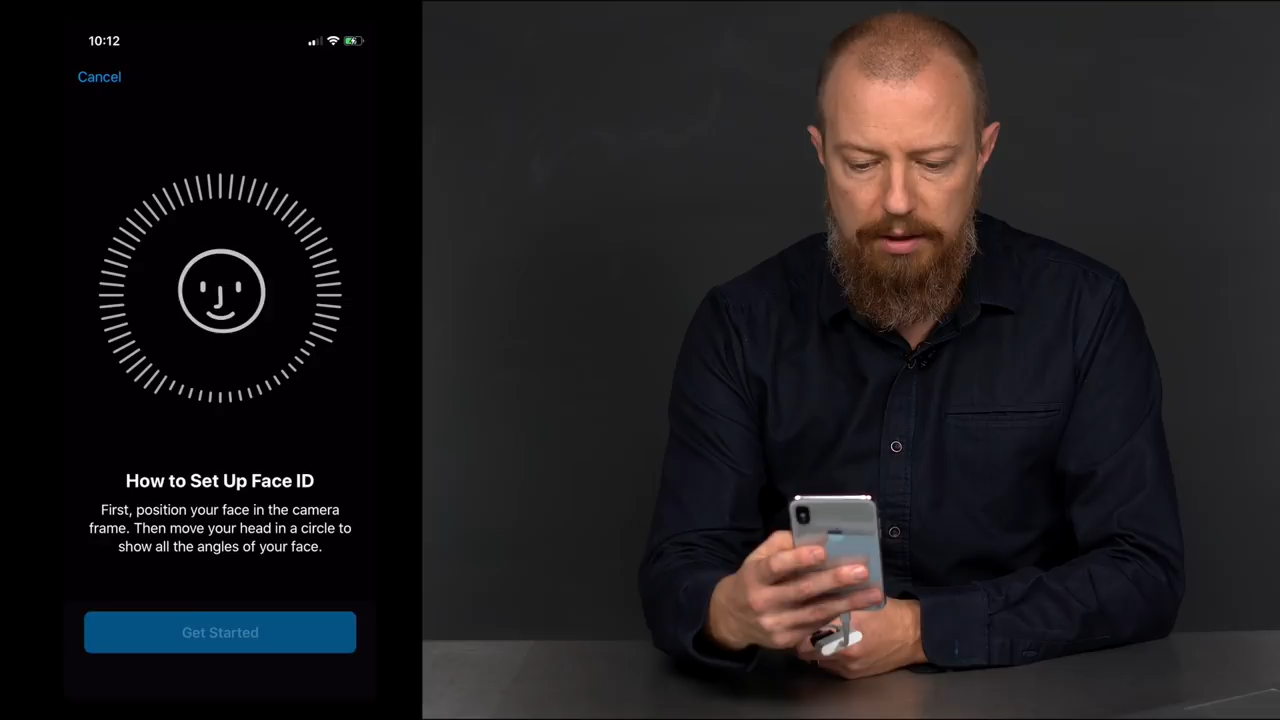 10:12
Cancel
How to Set Up Face ID
First, position your face in the camera
frame. Then move your head in a circle to
show all the angles of your face.
Get Started